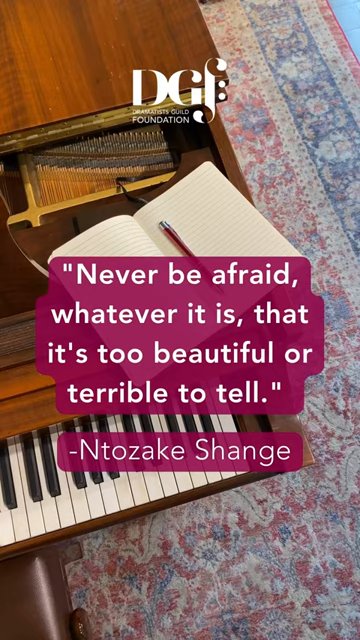 DGf
DRAMATISTS GUILD
FOUNDATION
"Never be afraid,
whatever it is, that
it's too beautiful or
terrible to tell."
-Ntozake Shange